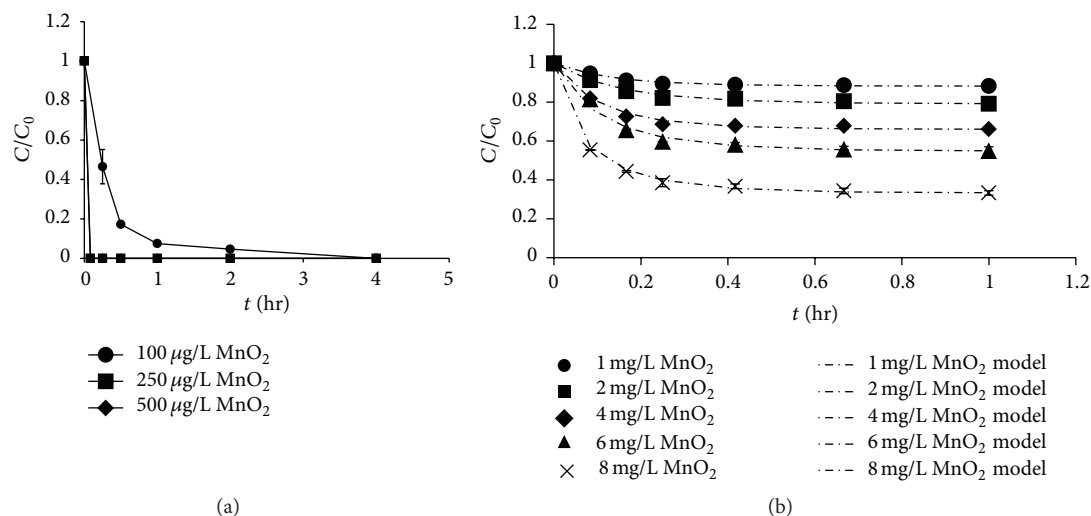 1.2
1
0.8
0.6
0.4
0.2
0
C/C₀
0 1 2 3 4 5
t (hr)
100 μg/L MnO₂
250 μg/L MnO₂
500 μg/L MnO₂
(a)
1.2
1
0.8
0.6
0.4
0.2
0
C/C₀
0 0.2 0.4 0.6 0.8 1 1.2
t (hr)
1 mg/L MnO₂
2 mg/L MnO₂
4 mg/L MnO₂
6 mg/L MnO₂
8 mg/L MnO₂
1 mg/L MnO₂ model
2 mg/L MnO₂ model
4 mg/L MnO₂ model
6 mg/L MnO₂ model
8 mg/L MnO₂ model
(b)